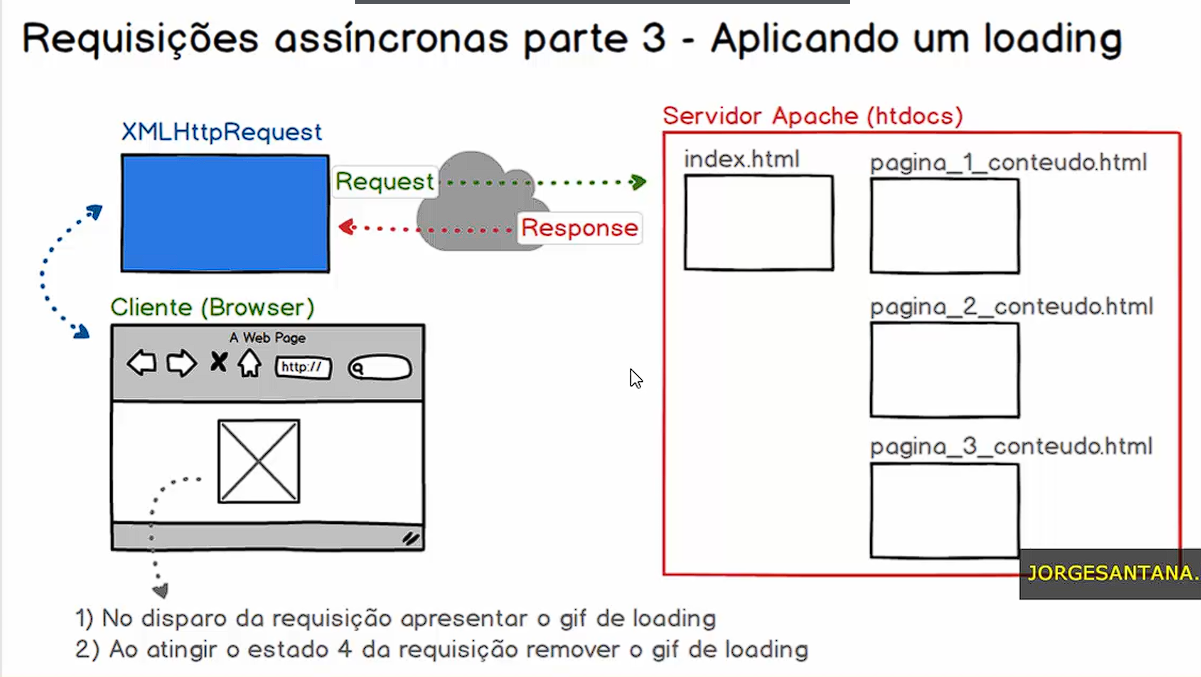 Requisições assíncronas parte 3 - Aplicando um loading
XMLHttpRequest
Request
Response
Cliente (Browser)
A Web Page
http://
Servidor Apache (htdocs)
index.html
pagina_1_conteudo.html
pagina_2_conteudo.html
pagina_3_conteudo.html
JORGESANTANA.
1) No disparo da requisição apresentar o gif de loading
2) Ao atingir o estado 4 da requisição remover o gif de loading